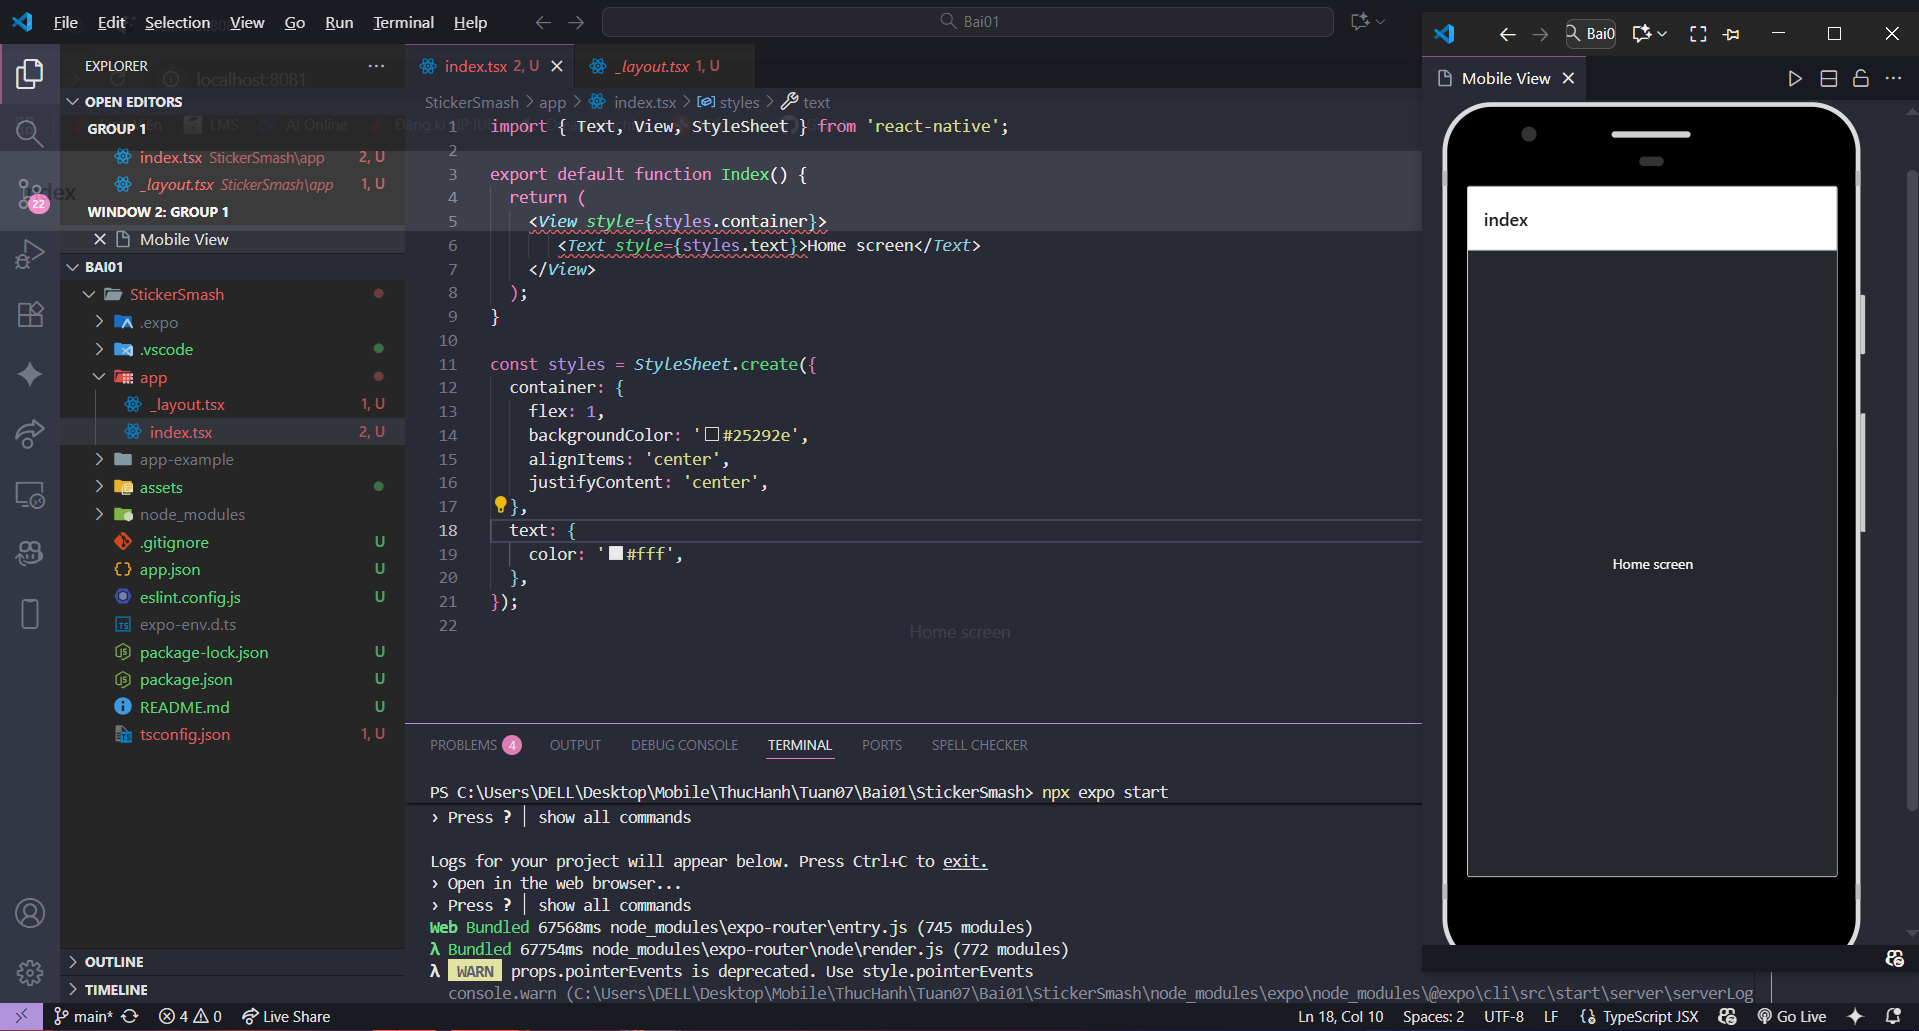 File Edit Selection View Go Run Terminal Help
Bai01
EXPLORER
localhost:8081
OPEN EDITORS
GROUP 1
LMS
AI Online
index.tsx StickerSmash\app 2, U
_layout.tsx StickerSmash\app 1, U
index
22
WINDOW 2: GROUP 1
Mobile View
BAI01
StickerSmash
.expo
.vscode
app
_layout.tsx 1, U
index.tsx 2, U
app-example
assets
node_modules
.gitignore U
app.json U
eslint.config.js U
expo-env.d.ts
package-lock.json U
package.json U
README.md U
tsconfig.json 1, U
OUTLINE
TIMELINE
index.tsx 2, U
_layout.tsx 1, U
StickerSmash > app > index.tsx > styles > text
1 import { Text, View, StyleSheet } from 'react-native';
2
3 export default function Index() {
4 return (
5 <View style={styles.container}>
6 <Text style={styles.text}>Home screen</Text>
7 </View>
8 );
9 }
10
11 const styles = StyleSheet.create({
12 container: {
13 flex: 1,
14 backgroundColor: '#25292e',
15 alignItems: 'center',
16 justifyContent: 'center',
17 },
18 text: {
19 color: '#fff',
20 },
21 });
22
Home screen
PROBLEMS 4 OUTPUT DEBUG CONSOLE TERMINAL PORTS SPELL CHECKER
PS C:\Users\DELL\Desktop\Mobile\ThucHanh\Tuan07\Bai01\StickerSmash> npx expo start
› Press ? │ show all commands
Logs for your project will appear below. Press Ctrl+C to exit.
› Open in the web browser...
› Press ? │ show all commands
Web Bundled 67568ms node_modules\expo-router\entry.js (745 modules)
λ Bundled 67754ms node_modules\expo-router\node\render.js (772 modules)
λ WARN props.pointerEvents is deprecated. Use style.pointerEvents
console.warn (C:\Users\DELL\Desktop\Mobile\ThucHanh\Tuan07\Bai01\StickerSmash\node_modules\expo\node_modules\@expo\cli\src\start\server\serverLog
Bai0
Mobile View
index
Home screen
main* 4 0 Live Share
Ln 18, Col 10 Spaces: 2 UTF-8 LF TypeScript JSX Go Live